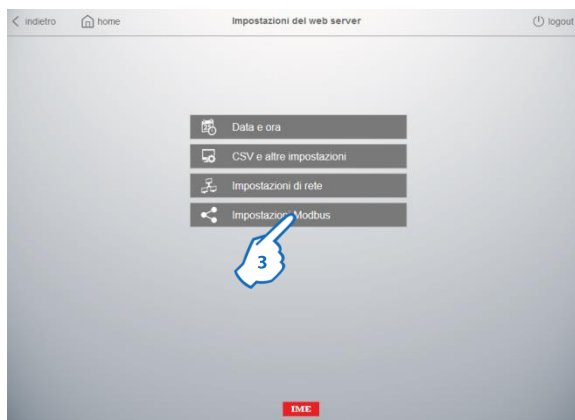 indietro home Impostazioni del web server logout
Data e ora
CSV e altre impostazioni
Impostazioni di rete
Impostazioni Modbus
3
IME